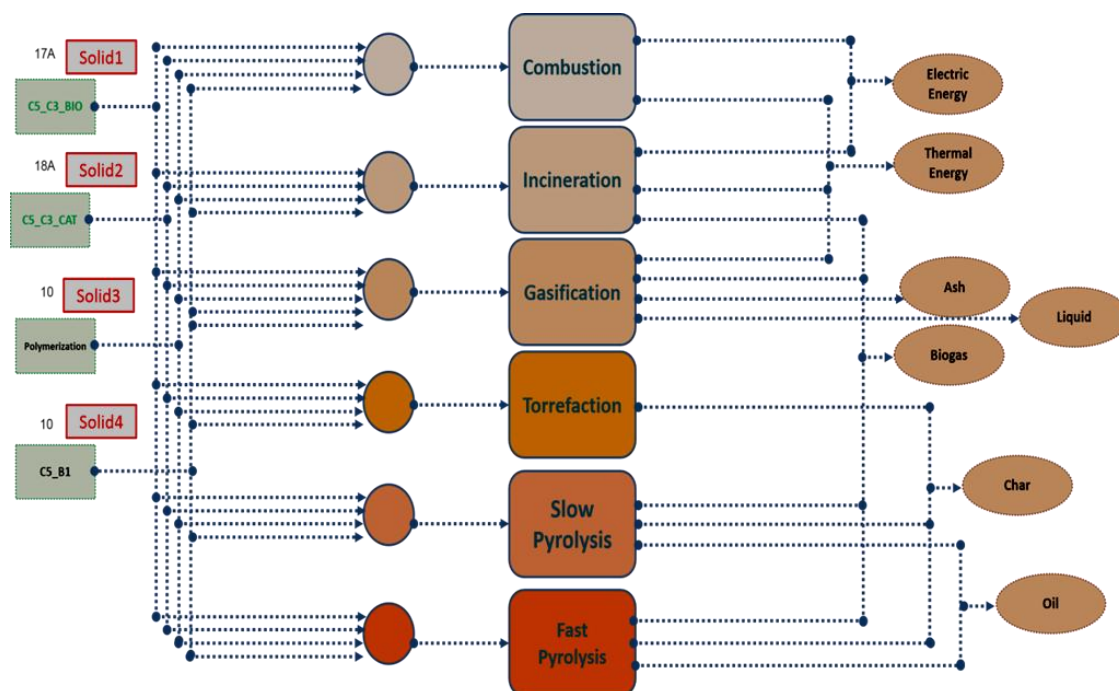 17A
Solid1
C5_C3_BIO
18A
Solid2
C5_C3_CAT
10
Solid3
Polymerization
10
Solid4
C5_B1
Combustion
Incineration
Gasification
Torrefaction
Slow
Pyrolysis
Fast
Pyrolysis
Electric
Energy
Thermal
Energy
Ash
Liquid
Biogas
Char
Oil